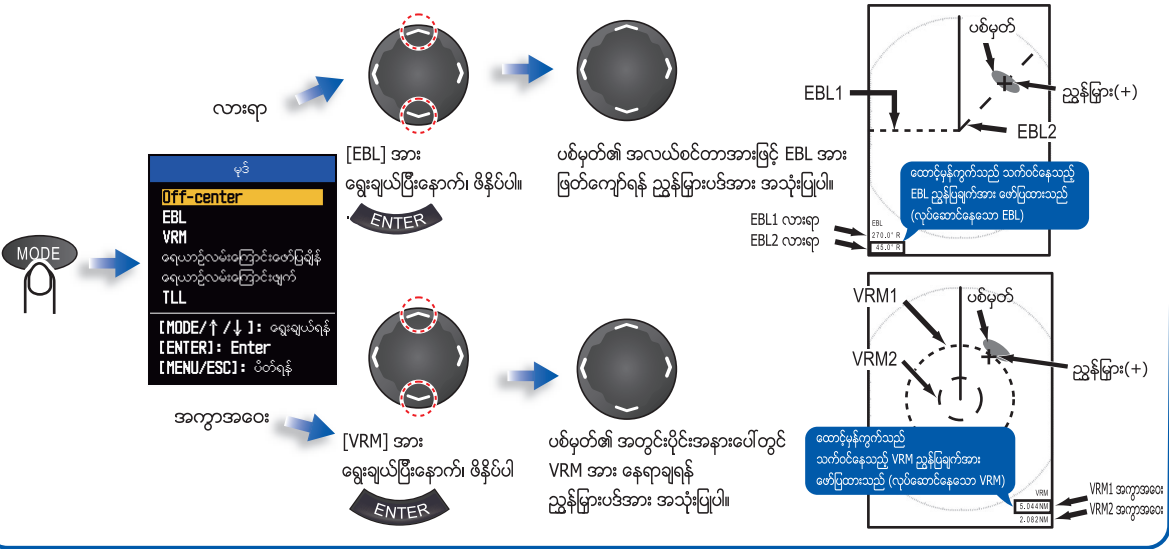 MODE
မုဒ်
Off-center
EBL
VRM
ရေယာဉ်လမ်းကြောင်းဖော်ပြချိန်
ရေယာဉ်လမ်းကြောင်းဖျက်
TLL
[MODE/↑ /↓ ]: ရွေးချယ်ရန်
[ENTER]: Enter
[MENU/ESC]: ပိတ်ရန်
လားရာ
[EBL] အား
ရွေးချယ်ပြီးနောက်၊ ဖိနှိပ်ပါ။
ENTER
ပစ်မှတ်၏ အလယ်စင်တာအားဖြင့် EBL အား
ဖြတ်ကျော်ရန် ညွှန်မြှားပဒ်အား အသုံးပြုပါ။
ပစ်မှတ်
ညွှန်မြှား(+)
EBL1
EBL2
ထောင့်မှန်ကွက်သည် သက်ဝင်နေသည့်
EBL ညွှန်ပြချက်အား ဖော်ပြထားသည်
(လုပ်ဆောင်နေသော EBL)
EBL1 လားရာ
EBL2 လားရာ
EBL
270.0° R
45.0° R
အကွာအဝေး
[VRM] အား
ရွေးချယ်ပြီးနောက်၊ ဖိနှိပ်ပါ
ENTER
ပစ်မှတ်၏ အတွင်းပိုင်းအနားပေါ်တွင်
VRM အား နေရာချရန်
ညွှန်မြှားပဒ်အား အသုံးပြုပါ။
VRM1
VRM2
ပစ်မှတ်
ညွှန်မြှား(+)
ထောင့်မှန်ကွက်သည်
သက်ဝင်နေသည့် VRM ညွှန်ပြချက်အား
ဖော်ပြထားသည် (လုပ်ဆောင်နေသော VRM)
VRM
5.044NM
2.082NM
VRM1 အကွာအဝေး
VRM2 အကွာအဝေး